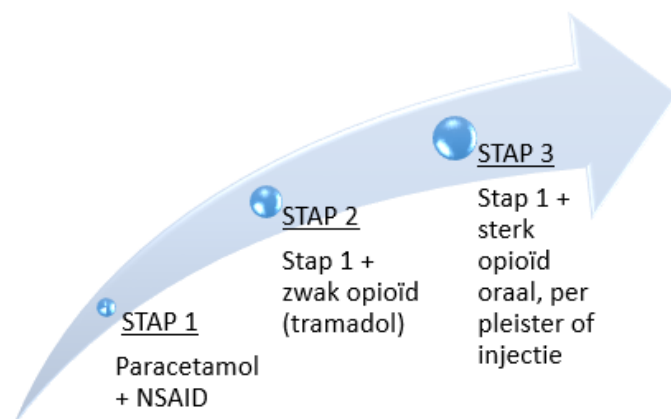 STAP 1
Paracetamol
+ NSAID
STAP 2
Stap 1 +
zwak opioïd
(tramadol)
STAP 3
Stap 1 +
sterk
opioïd
oraal, per
pleister of
injectie